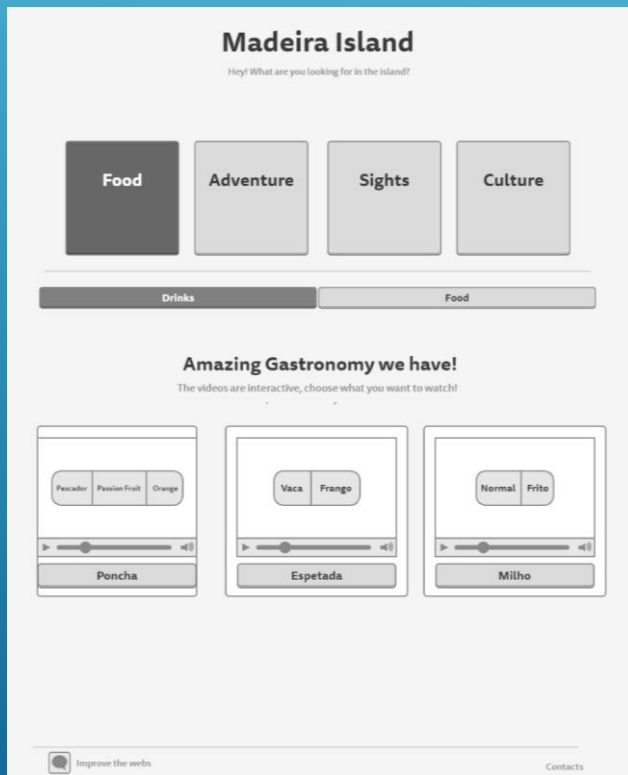 Madeira Island
Hey! What are you looking for in the Island?
Food Adventure Sights Culture
Drinks Food
Amazing Gastronomy we have!
The videos are interactive, choose what you want to watch!
Pescador Passion Fruit Orange Vaca Frango Normal Frito
Poncha Espetada Milho
Improve the webs
Contacts